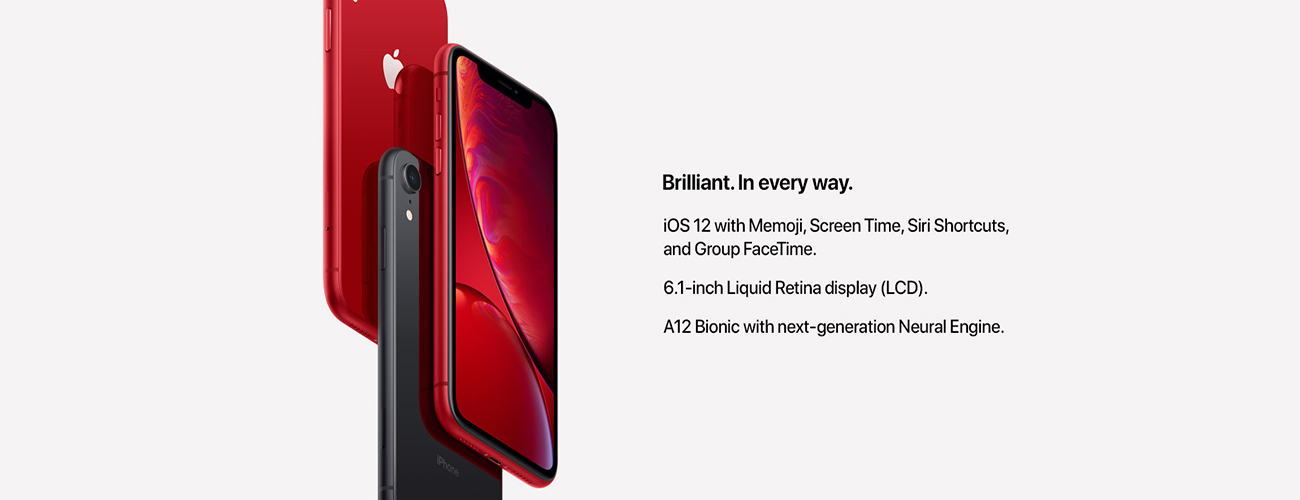 Brilliant. In every way.
iOS 12 with Memoji, Screen Time, Siri Shortcuts,
and Group FaceTime.
6.1-inch Liquid Retina display (LCD).
A12 Bionic with next-generation Neural Engine.
iPhone